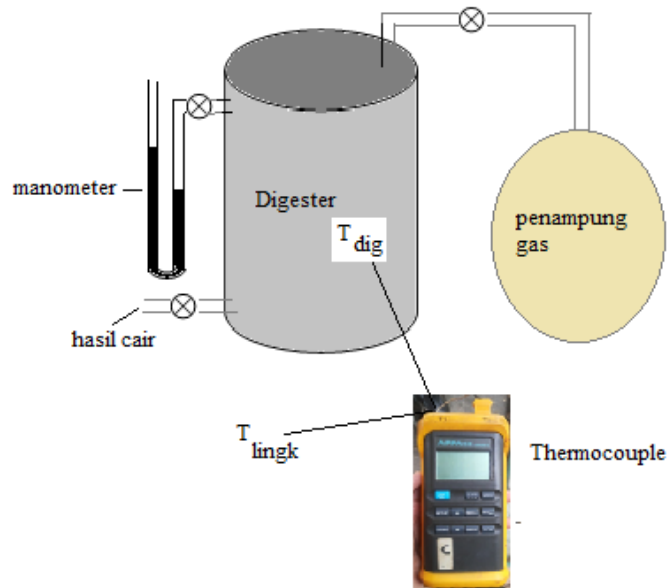 manometer
Digester
T dig
penampung
gas
hasil cair
T lingk
Thermocouple
C